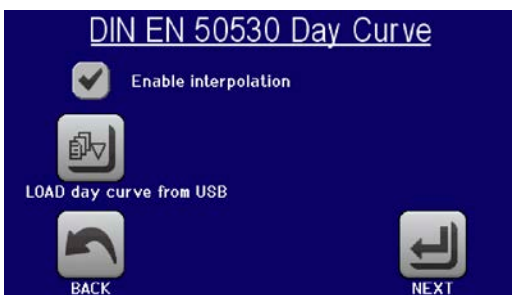 DIN EN 50530 Day Curve
Enable interpolation
LOAD day curve from USB
BACK
NEXT